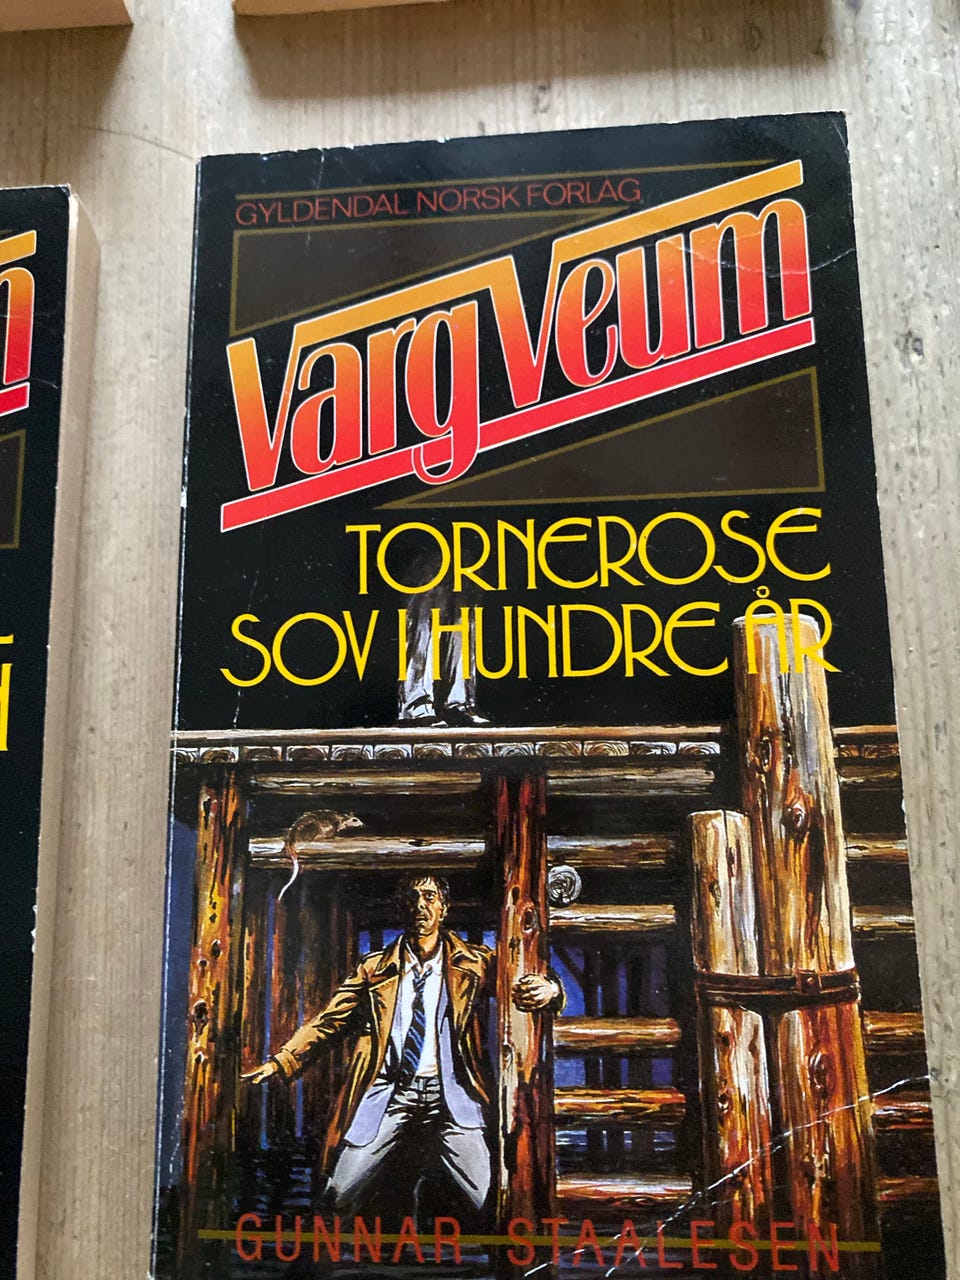 GYLDENDAL NORSK FORLAG
Varg Veum
TORNEROSE
SOV I HUNDRE ÅR
GUNNAR STAALESEN